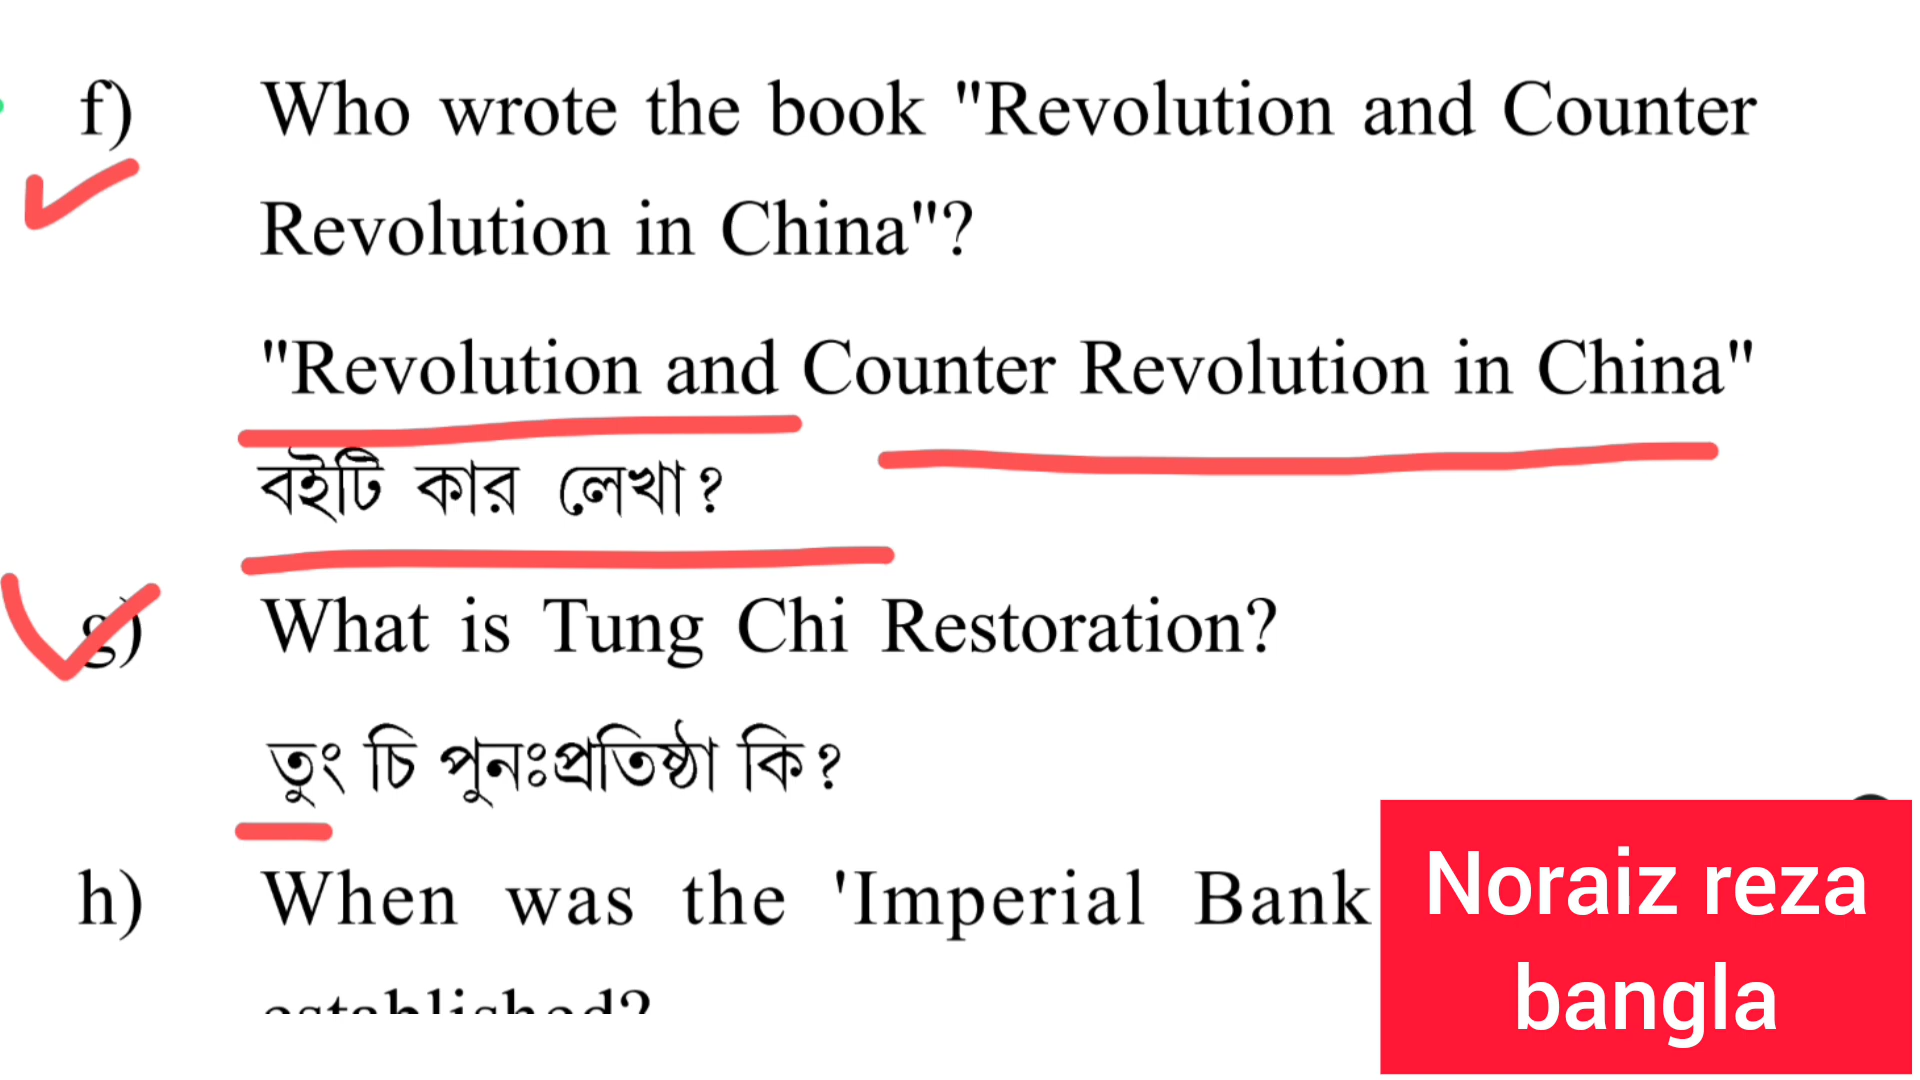 f) Who wrote the book "Revolution and Counter
Revolution in China"?
"Revolution and Counter Revolution in China"
বইটি কার লেখা?
g) What is Tung Chi Restoration?
তুং চি পুনঃপ্রতিষ্ঠা কি?
h) When was the 'Imperial Bank
established?
Noraiz reza
bangla